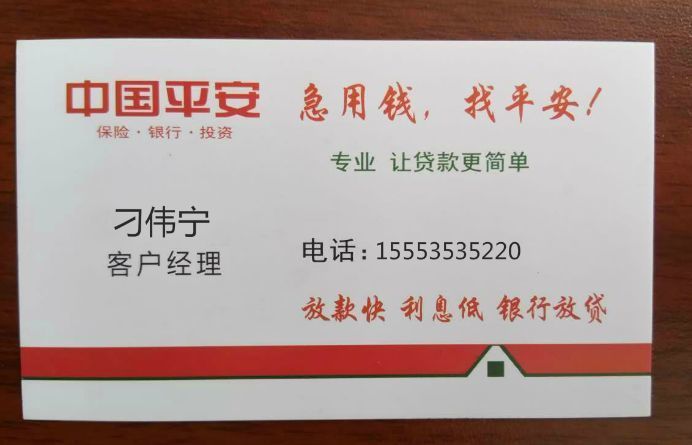 中国平安
保险·银行·投资
急用钱，找平安！
专业 让贷款更简单
刁伟宁
客户经理
电话：15553535220
放款快 利息低 银行放贷